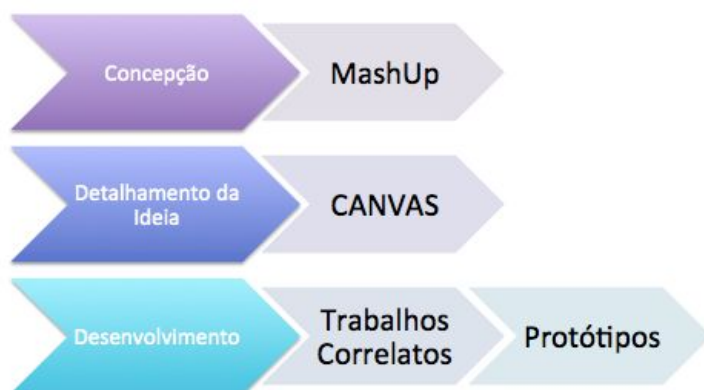 Concepção
MashUp
Detalhamento da
Ideia
CANVAS
Desenvolvimento
Trabalhos
Correlatos
Protótipos